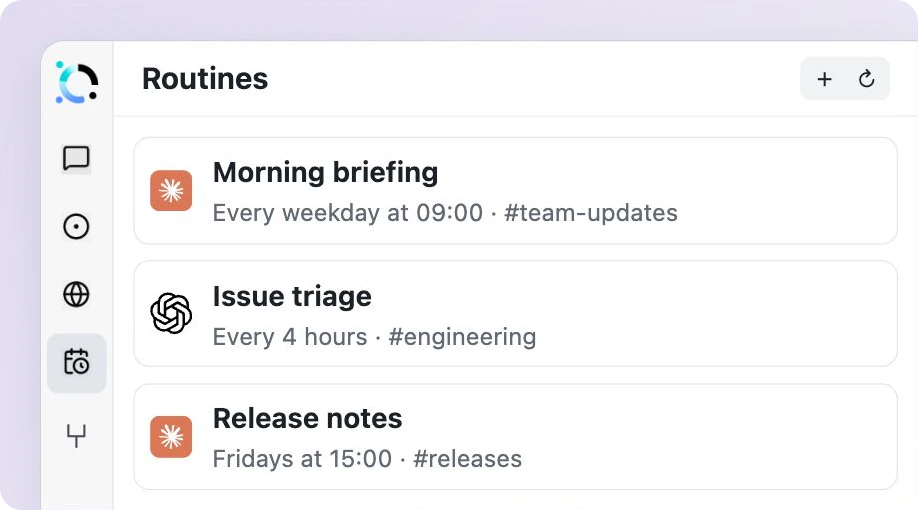 Routines
Morning briefing
Every weekday at 09:00 · #team-updates
Issue triage
Every 4 hours · #engineering
Release notes
Fridays at 15:00 · #releases